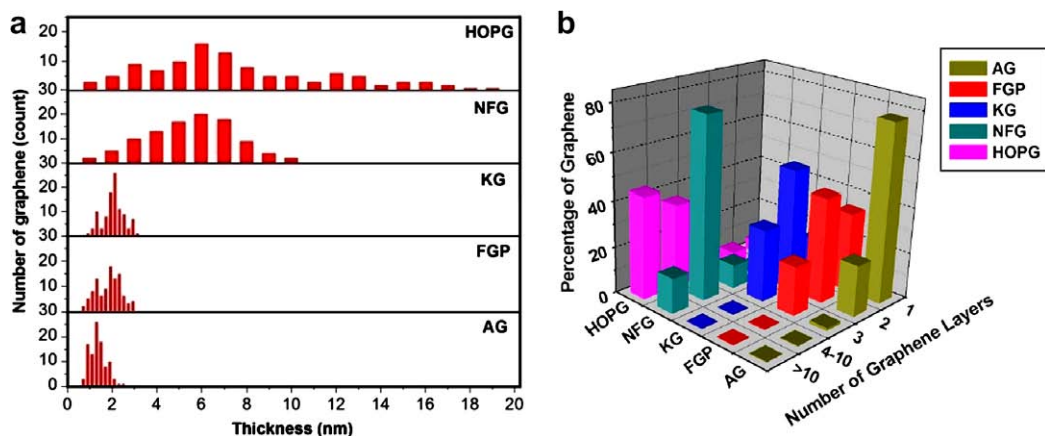 a
Number of graphene (count)
20
10
30
HOPG
20
10
30
NFG
20
10
30
KG
20
10
30
FGP
20
10
0
AG
0 2 4 6 8 10 12 14 16 18 20
Thickness (nm)
b
Percentage of Graphene
80
60
40
20
0
HOPG
NFG
KG
FGP
AG
>10
4-10
3
2
1
Number of Graphene Layers
AG
FGP
KG
NFG
HOPG